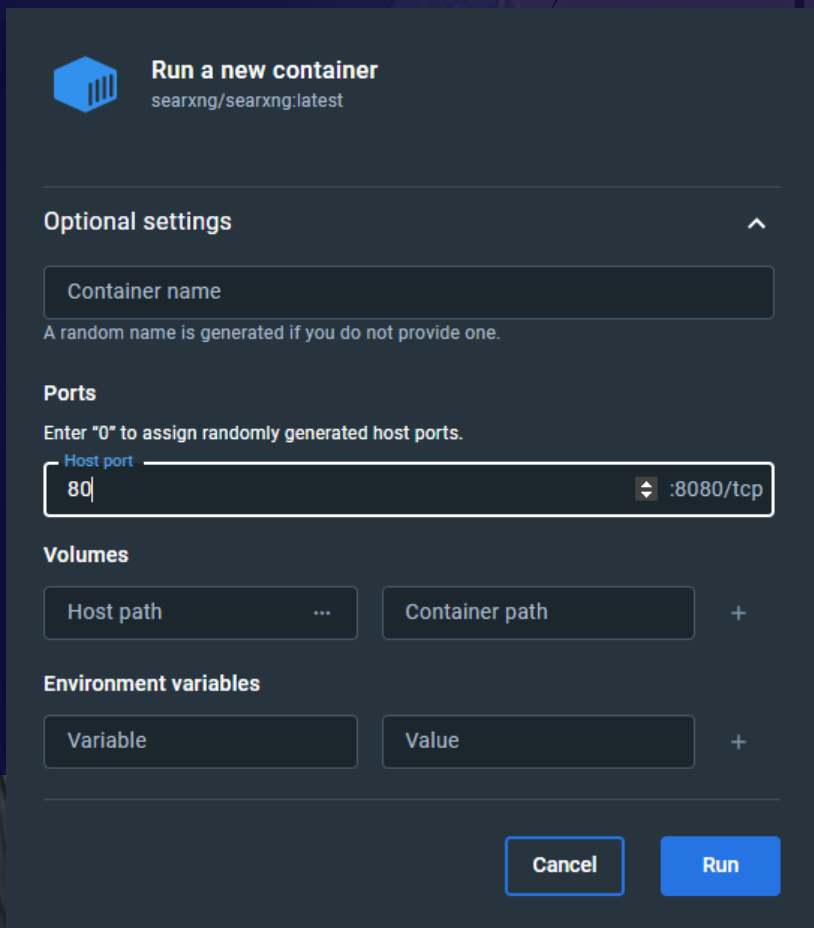 Run a new container
searxng/searxng:latest
Optional settings
Container name
A random name is generated if you do not provide one.
Ports
Enter “0” to assign randomly generated host ports.
Host port
80 :8080/tcp
Volumes
Host path ··· Container path +
Environment variables
Variable Value +
Cancel Run